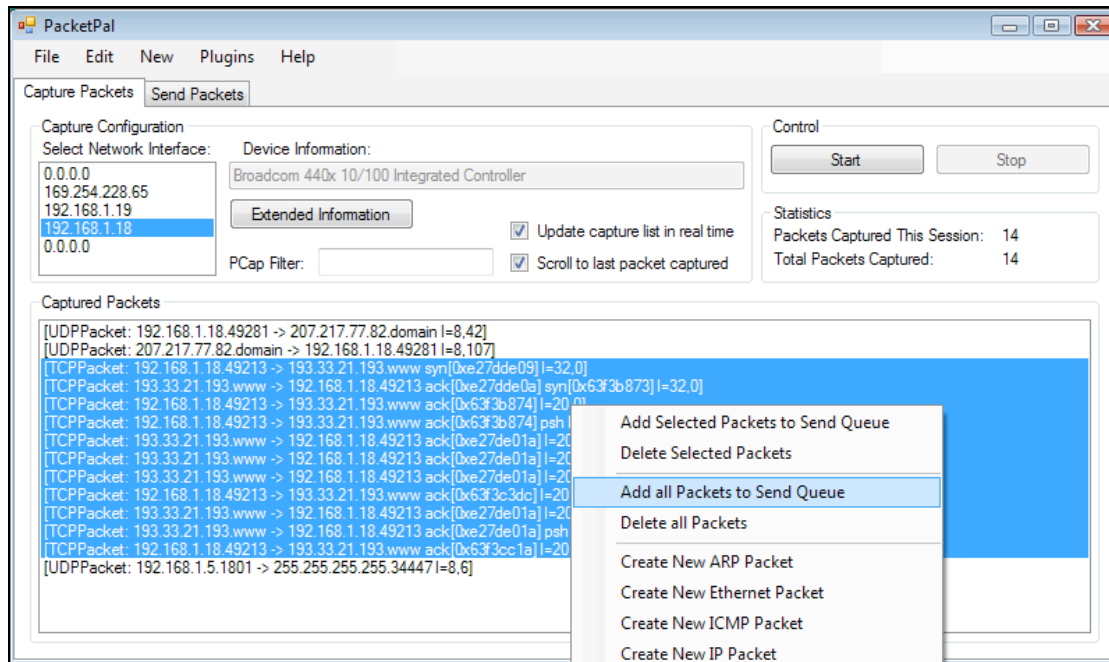 PacketPal
File Edit New Plugins Help
Capture Packets Send Packets
Capture Configuration
Select Network Interface: Device Information:
0.0.0.0
169.254.228.65
192.168.1.19
192.168.1.18
0.0.0.0
Broadcom 440x 10/100 Integrated Controller
Extended Information
PCap Filter:
Update capture list in real time
Scroll to last packet captured
Control
Start Stop
Statistics
Packets Captured This Session: 14
Total Packets Captured: 14
Captured Packets
[UDPPacket: 192.168.1.18.49281 -> 207.217.77.82.domain l=8,42]
[UDPPacket: 207.217.77.82.domain -> 192.168.1.18.49281 l=8,107]
[TCPPacket: 192.168.1.18.49213 -> 193.33.21.193.www syn[0xe27dde09] l=32,0]
[TCPPacket: 193.33.21.193.www -> 192.168.1.18.49213 ack[0xe27dde0a] syn[0x63f3b873] l=32,0]
[TCPPacket: 192.168.1.18.49213 -> 193.33.21.193.www ack[0x63f3b874] l=20,0]
[TCPPacket: 192.168.1.18.49213 -> 193.33.21.193.www ack[0x63f3b874] psh l
[TCPPacket: 193.33.21.193.www -> 192.168.1.18.49213 ack[0xe27de01a] l=20
[TCPPacket: 193.33.21.193.www -> 192.168.1.18.49213 ack[0xe27de01a] l=20
[TCPPacket: 193.33.21.193.www -> 192.168.1.18.49213 ack[0xe27de01a] l=20
[TCPPacket: 192.168.1.18.49213 -> 193.33.21.193.www ack[0x63f3c3dc] l=20
[TCPPacket: 193.33.21.193.www -> 192.168.1.18.49213 ack[0xe27de01a] l=20
[TCPPacket: 193.33.21.193.www -> 192.168.1.18.49213 ack[0xe27de01a] psh
[TCPPacket: 192.168.1.18.49213 -> 193.33.21.193.www ack[0x63f3cc1a] l=20
[UDPPacket: 192.168.1.5.1801 -> 255.255.255.255.34447 l=8,6]
Add Selected Packets to Send Queue
Delete Selected Packets
Add all Packets to Send Queue
Delete all Packets
Create New ARP Packet
Create New Ethernet Packet
Create New ICMP Packet
Create New IP Packet